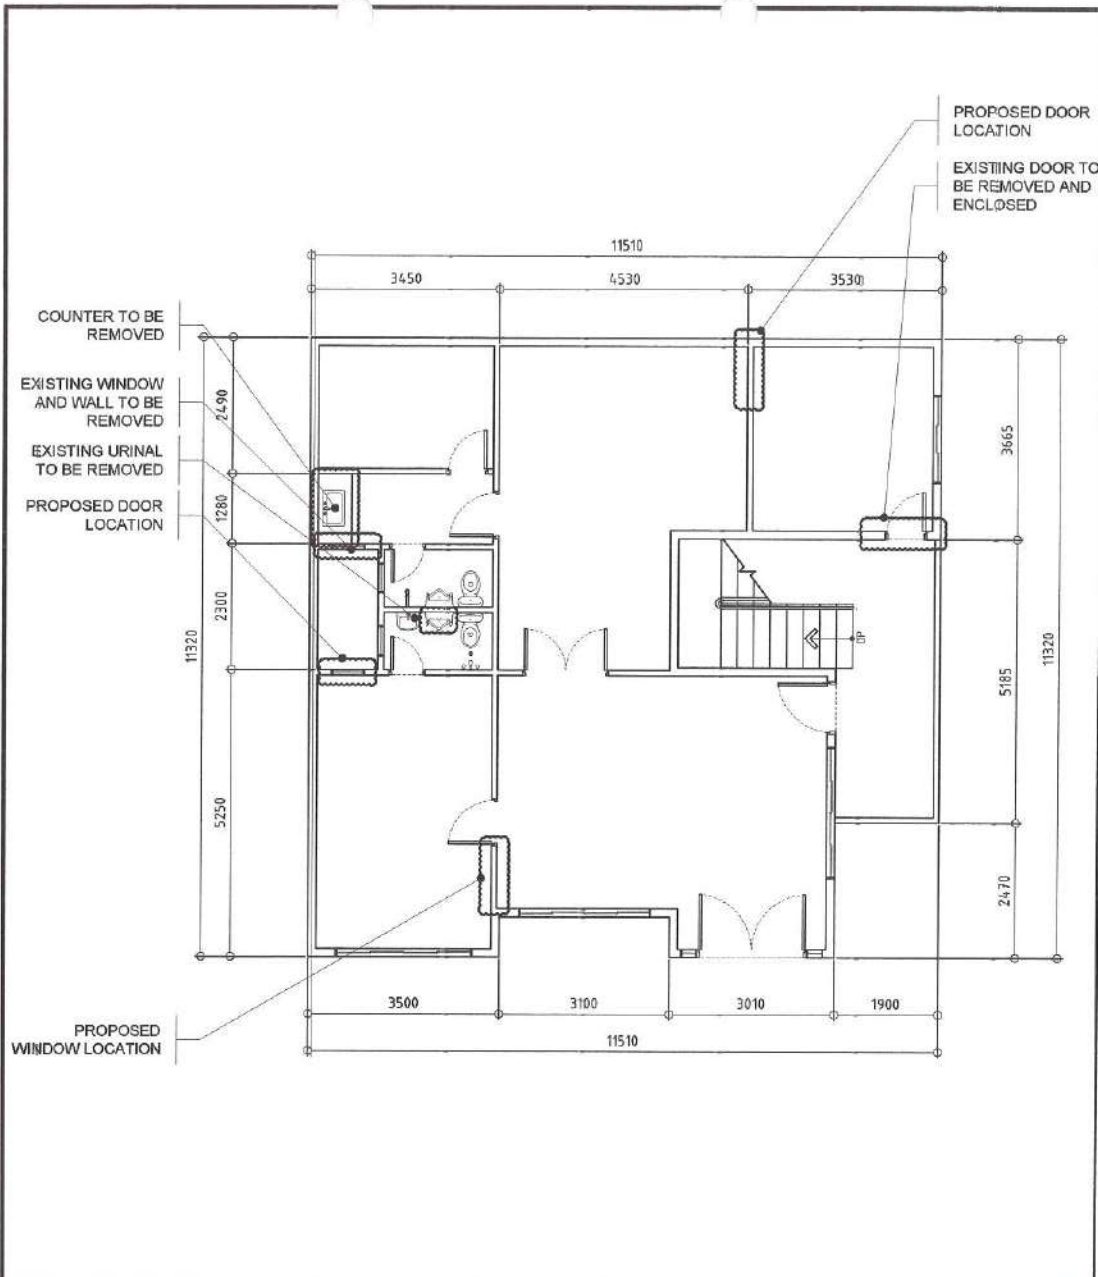 PROPOSED DOOR
LOCATION
EXISTING DOOR TO
BE REMOVED AND
ENCLOSED
11510
3450
4530
3530
COUNTER TO BE
REMOVED
EXISTING WINDOW
AND WALL TO BE
REMOVED
EXISTING URINAL
TO BE REMOVED
PROPOSED DOOR
LOCATION
2490
1280
2300
11320
5250
3665
5185
11320
2470
UP
3500
3100
3010
1900
11510
PROPOSED
WINDOW LOCATION